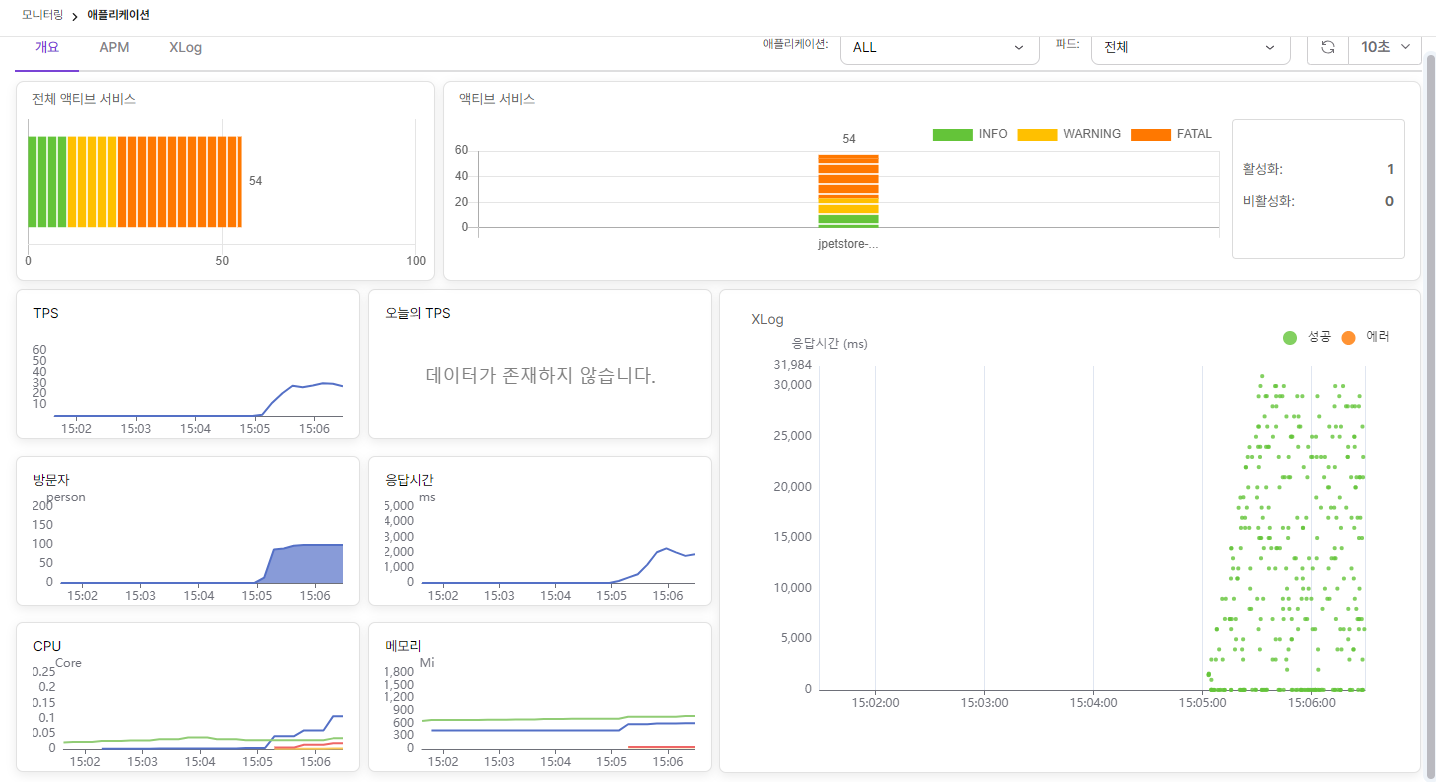 모니터링 > 애플리케이션
개요 APM XLog 애플리케이션: ALL 파드: 전체 10초
전체 액티브 서비스
54
0 50 100
액티브 서비스
54 INFO WARNING FATAL
60
40
20
0
jpetstore-...
활성화: 1
비활성화: 0
TPS
60
50
40
30
20
10
15:02 15:03 15:04 15:05 15:06
오늘의 TPS
데이터가 존재하지 않습니다.
방문자
person
200
150
100
50
0
15:02 15:03 15:04 15:05 15:06
응답시간
ms
5,000
4,000
3,000
2,000
1,000
0
15:02 15:03 15:04 15:05 15:06
CPU
Core
0.25
0.2
0.15
0.1
0.05
0
15:02 15:03 15:04 15:05 15:06
메모리
Mi
1,800
1,500
1,200
900
600
300
0
15:02 15:03 15:04 15:05 15:06
XLog
성공 에러
응답시간 (ms)
31,984
30,000
25,000
20,000
15,000
10,000
5,000
0
15:02:00 15:03:00 15:04:00 15:05:00 15:06:00